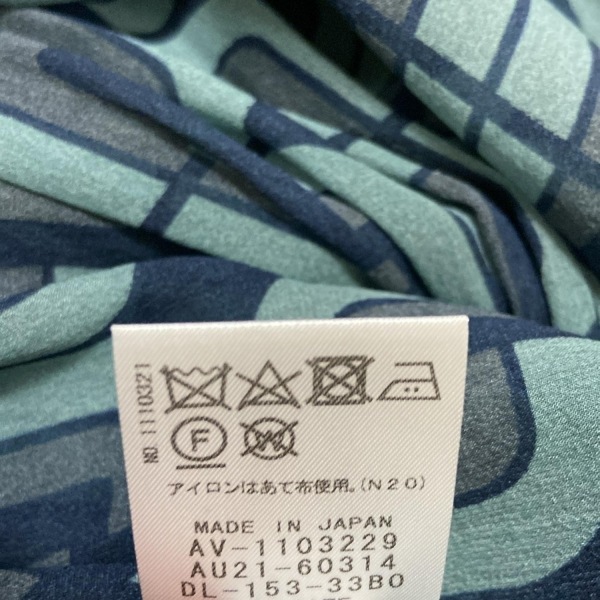 NO 1110321
F
W
アイロンはあて布使用。(N20)
MADE IN JAPAN
AV-1103229
AU21-60314
DL-153-33BO